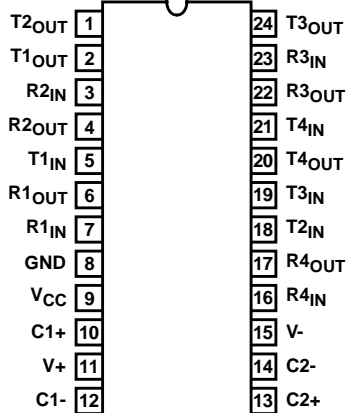 T2OUT 1 24 T3OUT
T1OUT 2 23 R3IN
R2IN 3 22 R3OUT
R2OUT 4 21 T4IN
T1IN 5 20 T4OUT
R1OUT 6 19 T3IN
R1IN 7 18 T2IN
GND 8 17 R4OUT
VCC 9 16 R4IN
C1+ 10 15 V-
V+ 11 14 C2-
C1- 12 13 C2+